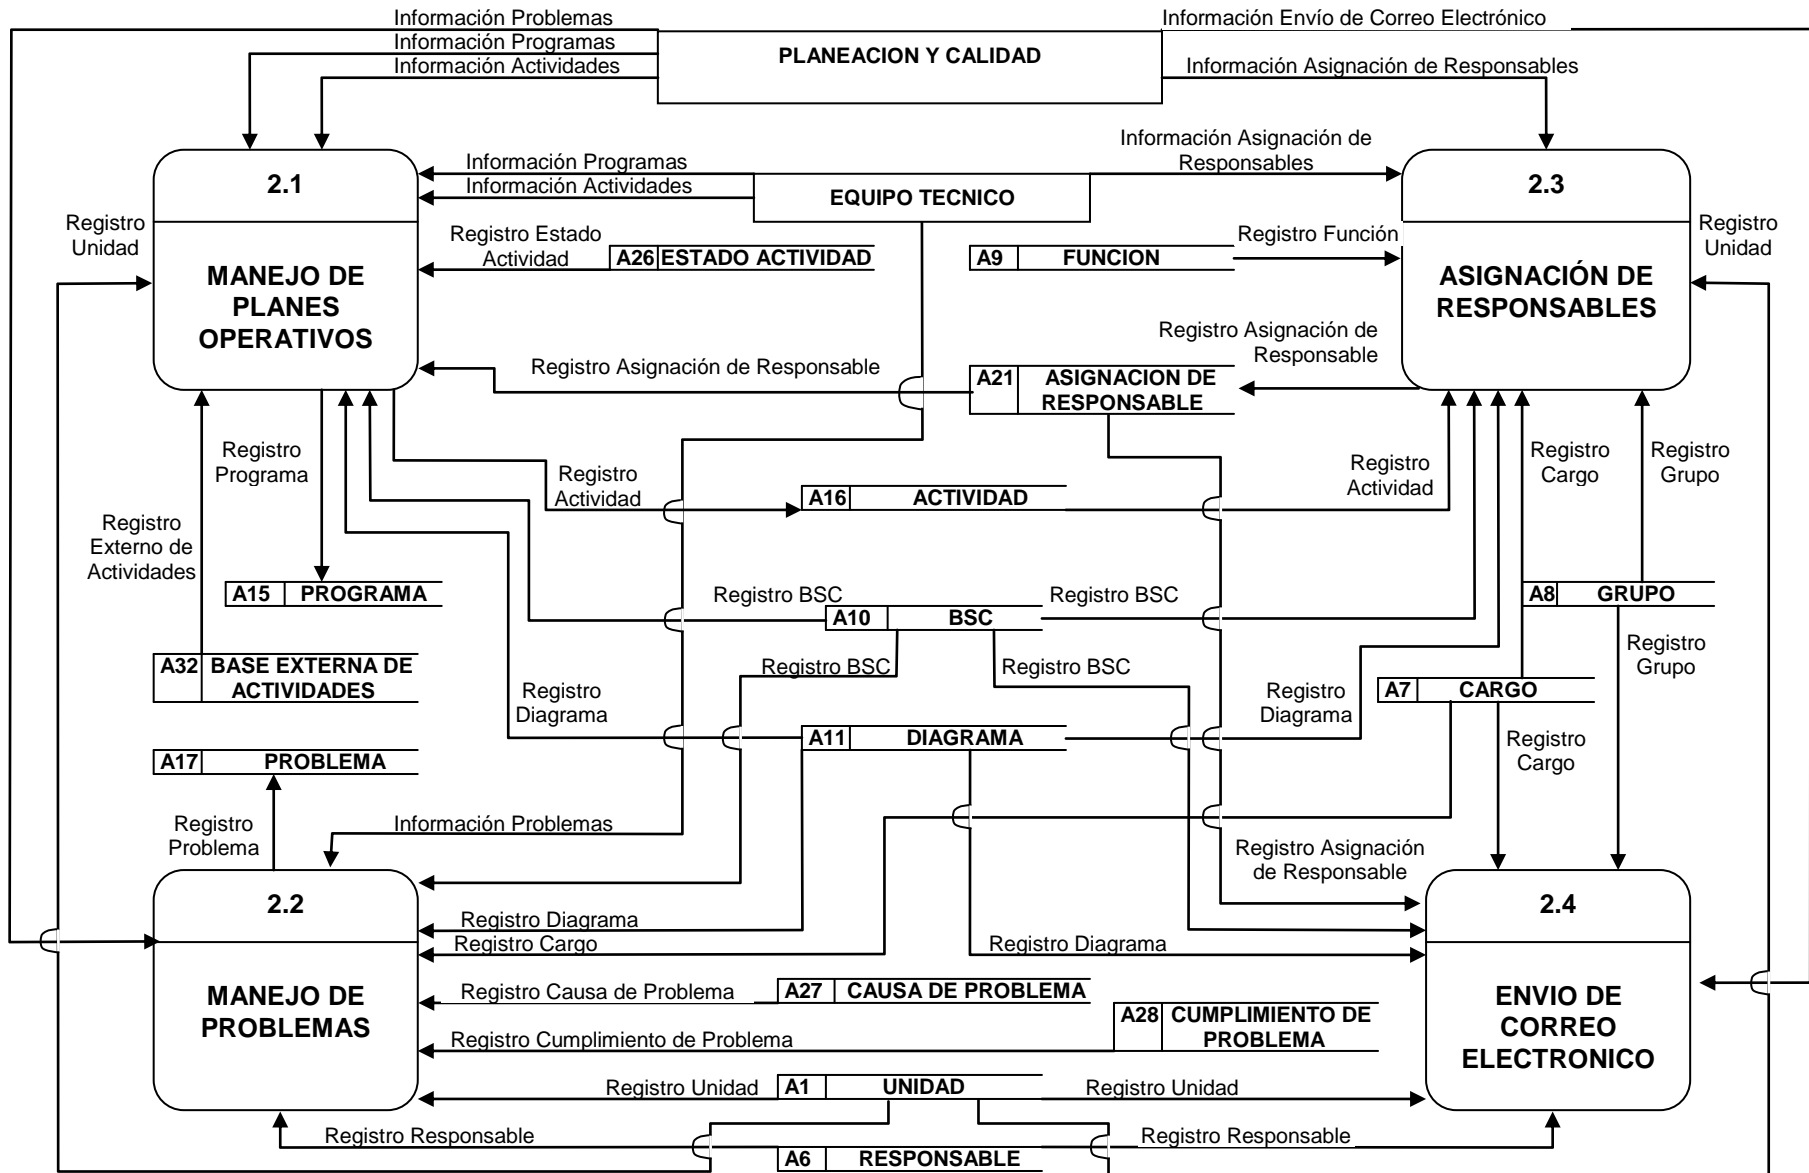 Información Problemas
Información Envío de Correo Electrónico
Información Programas
PLANEACION Y CALIDAD
Información Actividades
Información Asignación de Responsables
Información Asignación de
Responsables
Información Programas
2.1
Información Actividades
EQUIPO TECNICO
2.3
Registro
Unidad
Registro Estado
Actividad
A26 ESTADO ACTIVIDAD
A9 FUNCION
Registro Función
Registro
Unidad
MANEJO DE
PLANES
OPERATIVOS
ASIGNACIÓN DE
RESPONSABLES
Registro Asignación de Responsable
Registro Asignación de
Responsable
A21 ASIGNACION DE
RESPONSABLE
Registro
Programa
Registro
Actividad
A16 ACTIVIDAD
Registro
Actividad
Registro
Cargo
Registro
Grupo
Registro
Externo de
Actividades
A15 PROGRAMA
Registro BSC
A10 BSC
Registro BSC
A8 GRUPO
A32 BASE EXTERNA DE
ACTIVIDADES
Registro BSC
Registro BSC
Registro
Grupo
Registro
Diagrama
Registro
Diagrama
A7 CARGO
A11 DIAGRAMA
A17 PROBLEMA
Registro
Cargo
Registro
Problema
Información Problemas
Registro Asignación
de Responsable
2.2
2.4
Registro Diagrama
Registro Cargo
Registro Diagrama
MANEJO DE
PROBLEMAS
Registro Causa de Problema
A27 CAUSA DE PROBLEMA
A28 CUMPLIMIENTO DE
PROBLEMA
Registro Cumplimiento de Problema
ENVIO DE
CORREO
ELECTRONICO
Registro Unidad
A1 UNIDAD
Registro Unidad
Registro Responsable
A6 RESPONSABLE
Registro Responsable